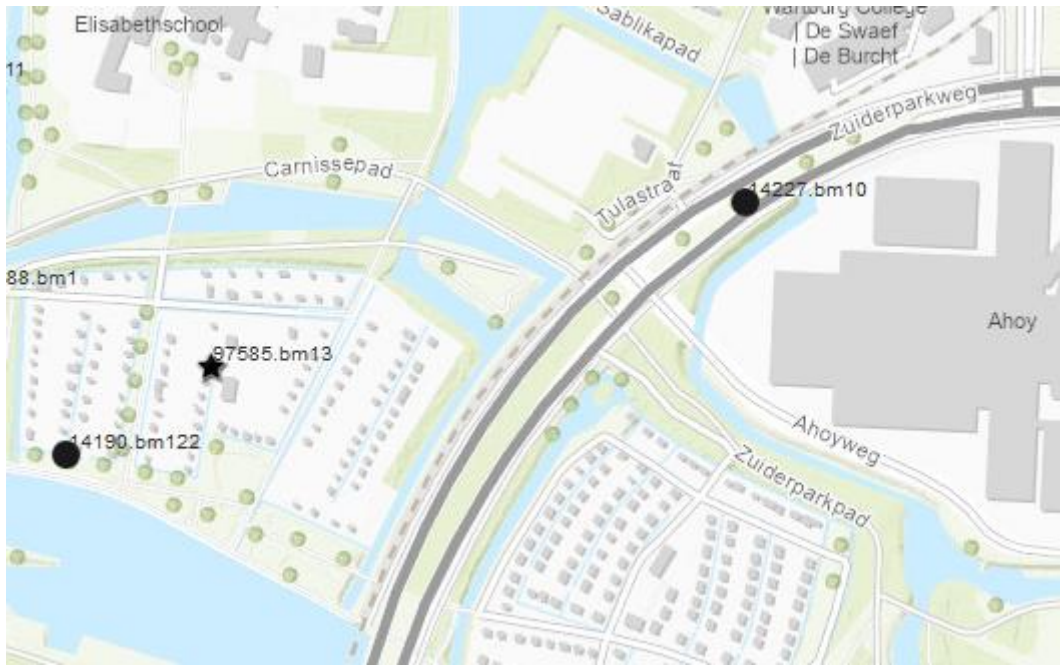 Elisabethschool
Sablikapad
Wartburg College
| De Swaef
| De Burcht
11
Zuiderparkweg
Carnissepad
Tulastraat
14227.bm10
88.bm1
Ahoy
97585.bm13
14190.bm122
Ahoyweg
Zuiderparkpad